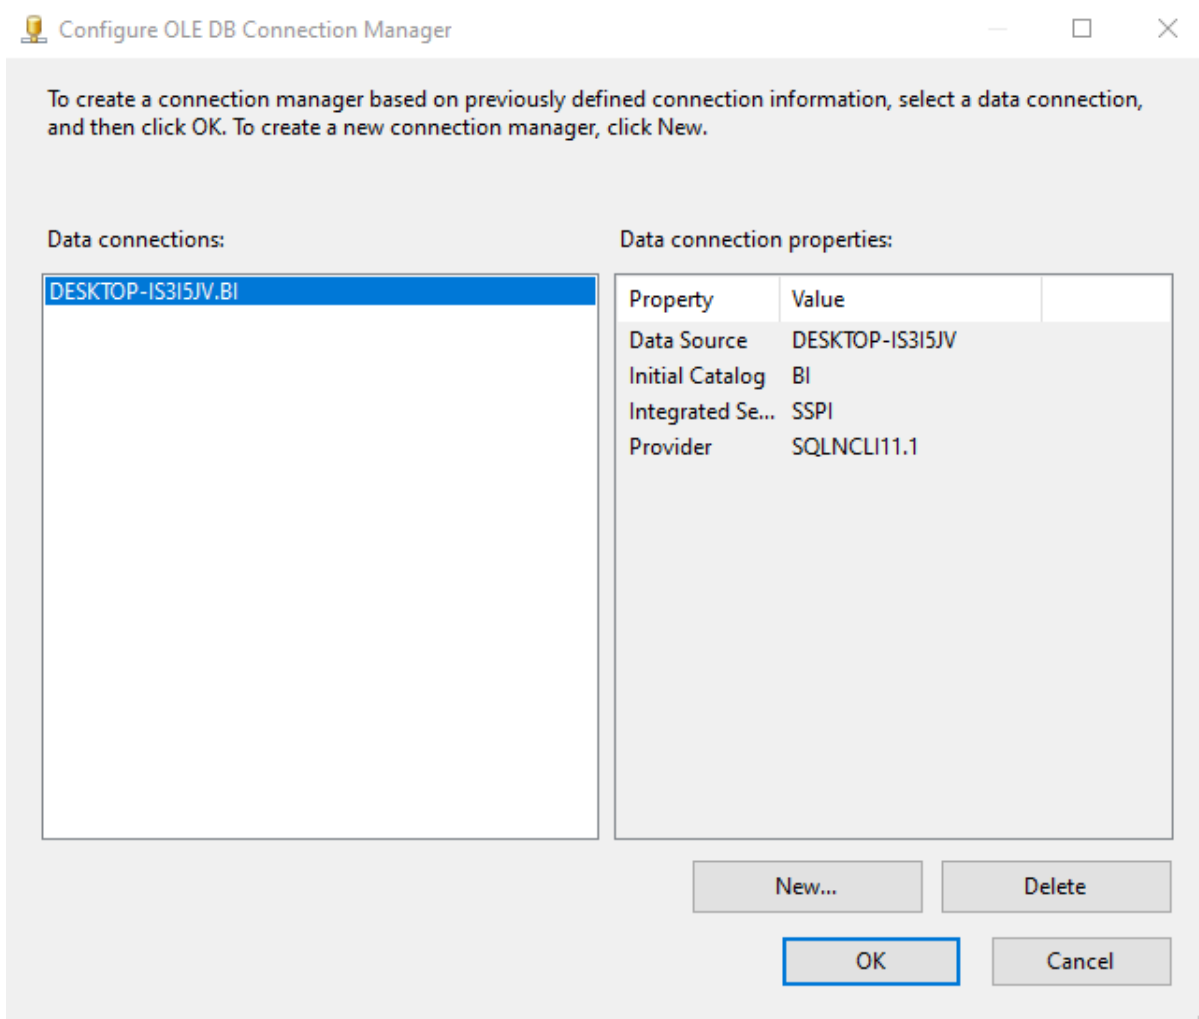 Configure OLE DB Connection Manager
To create a connection manager based on previously defined connection information, select a data connection,
and then click OK. To create a new connection manager, click New.
Data connections:
DESKTOP-IS3I5JV.BI
Data connection properties:
Property Value
Data Source DESKTOP-IS3I5JV
Initial Catalog BI
Integrated Se... SSPI
Provider SQLNCLI11.1
New... Delete
OK Cancel